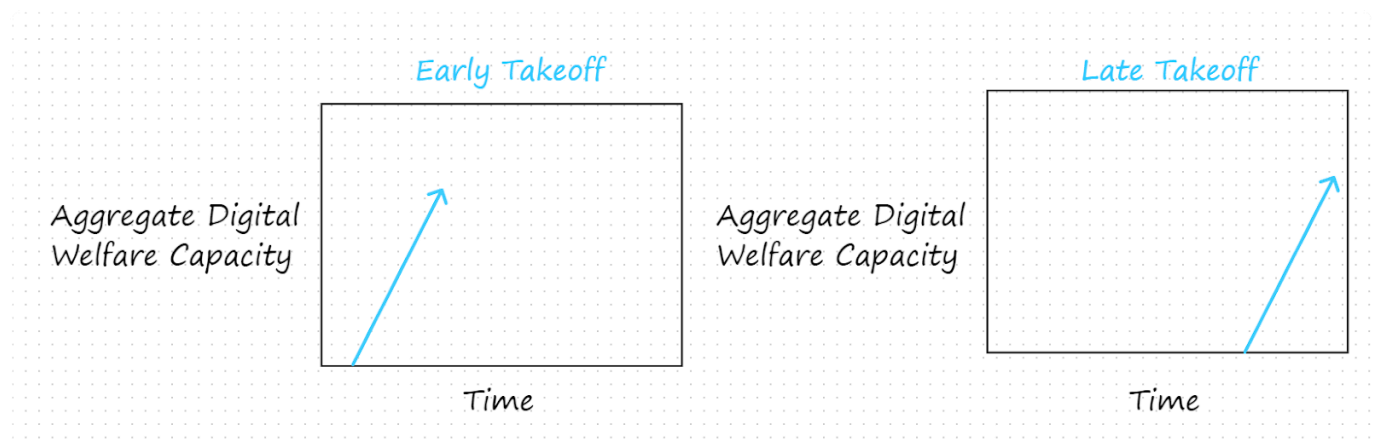 Early Takeoff
Aggregate Digital
Welfare Capacity
Time
Late Takeoff
Aggregate Digital
Welfare Capacity
Time